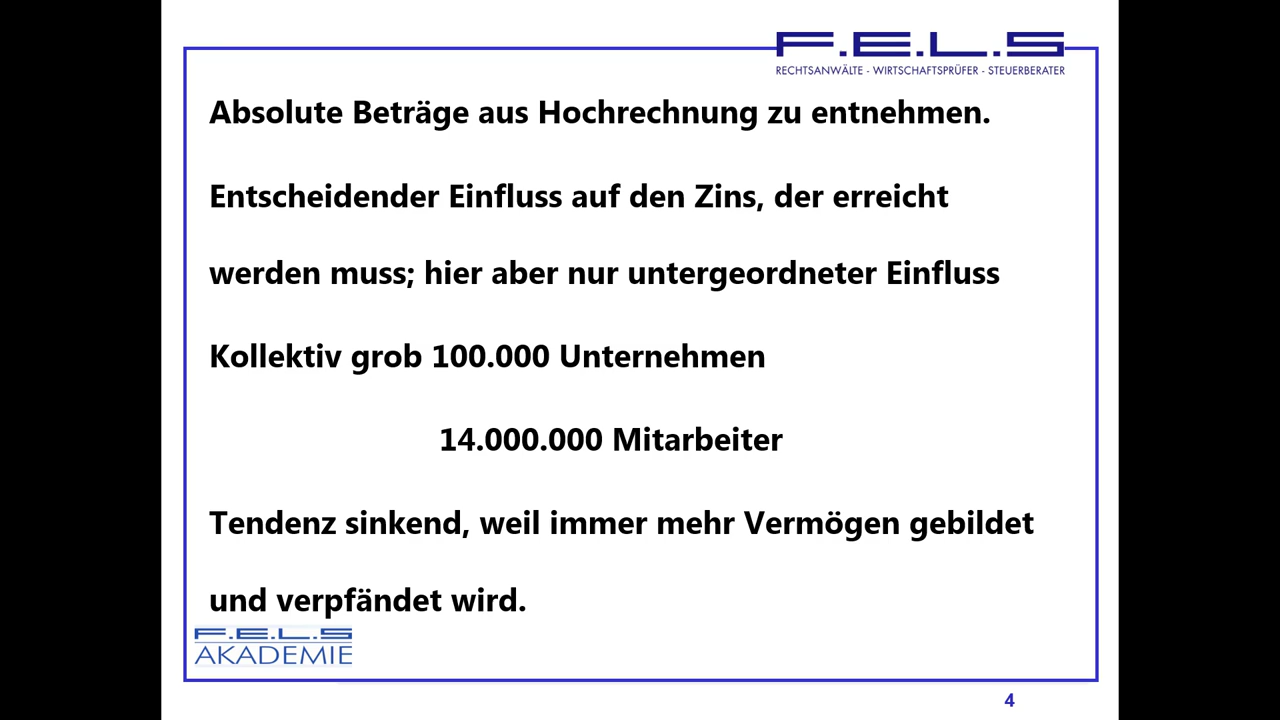 F.E.L.S
RECHTSANWÄLTE - WIRTSCHAFTSPRÜFER - STEUERBERATER
Absolute Beträge aus Hochrechnung zu entnehmen.
Entscheidender Einfluss auf den Zins, der erreicht
werden muss; hier aber nur untergeordneter Einfluss
Kollektiv grob 100.000 Unternehmen
14.000.000 Mitarbeiter
Tendenz sinkend, weil immer mehr Vermögen gebildet
und verpfändet wird.
F.E.L.S
AKADEMIE
4